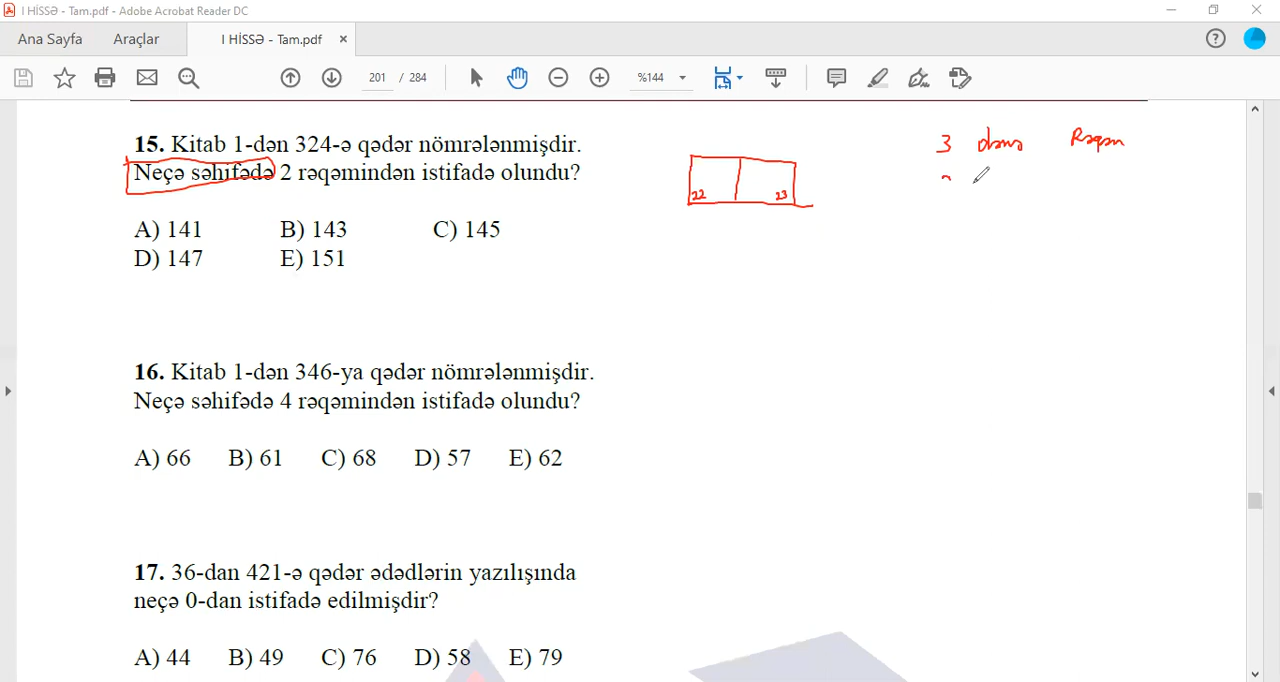 I HİSSƏ - Tam.pdf - Adobe Acrobat Reader DC
Ana Sayfa Araçlar I HİSSƏ - Tam.pdf ×
201 / 284 %144
15. Kitab 1-dən 324-ə qədər nömrələnmişdir.
Neçə səhifədə 2 rəqəmindən istifadə olundu?
A) 141 B) 143 C) 145
D) 147 E) 151
22 23
3 dənə Rəqəm
16. Kitab 1-dən 346-ya qədər nömrələnmişdir.
Neçə səhifədə 4 rəqəmindən istifadə olundu?
A) 66 B) 61 C) 68 D) 57 E) 62
17. 36-dan 421-ə qədər ədədlərin yazılışında
neçə 0-dan istifadə edilmişdir?
A) 44 B) 49 C) 76 D) 58 E) 79